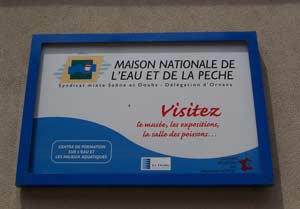 MAISON NATIONALE DE
L'EAU ET DE LA PECHE
Syndicat mixte Saône et Doubs - Délégation d'Ornans
Visitez
le musée, les expositions,
la salle des poissons...
CENTRE DE FORMATION
SUR L'EAU ET
LES MILIEUX AQUATIQUES